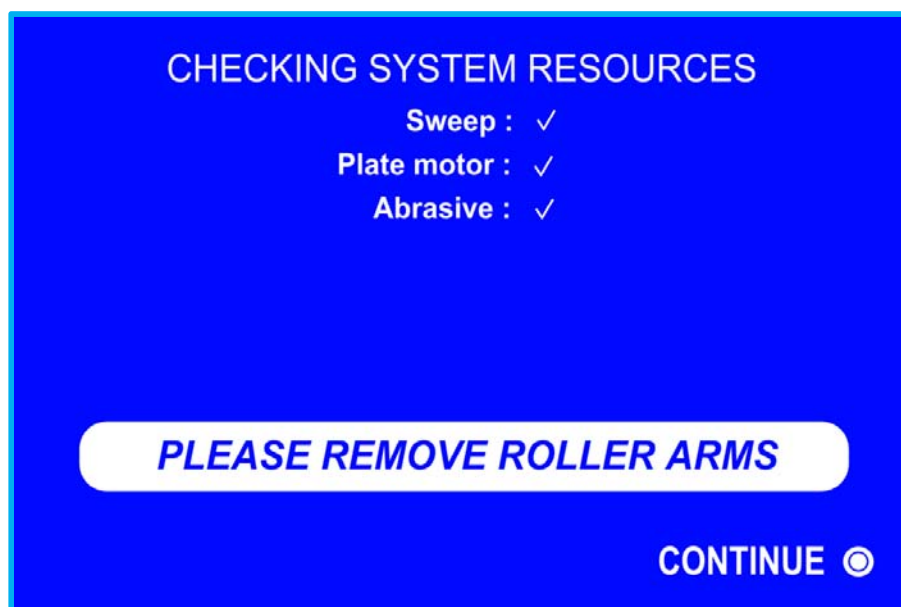 CHECKING SYSTEM RESOURCES
Sweep : ✓
Plate motor : ✓
Abrasive : ✓
PLEASE REMOVE ROLLER ARMS
CONTINUE